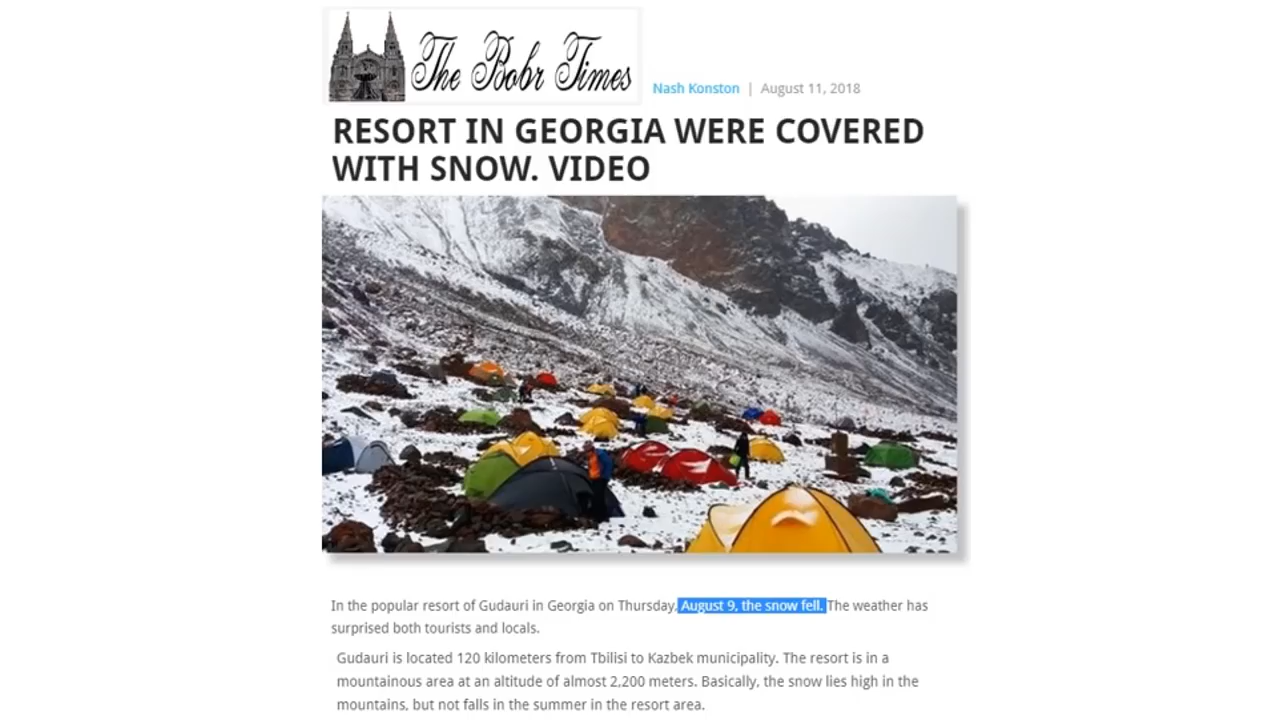 The Bobr Times
Nash Konston | August 11, 2018
RESORT IN GEORGIA WERE COVERED
WITH SNOW. VIDEO
In the popular resort of Gudauri in Georgia on Thursday, August 9, the snow fell. The weather has
surprised both tourists and locals.
Gudauri is located 120 kilometers from Tbilisi to Kazbek municipality. The resort is in a
mountainous area at an altitude of almost 2,200 meters. Basically, the snow lies high in the
mountains, but not falls in the summer in the resort area.